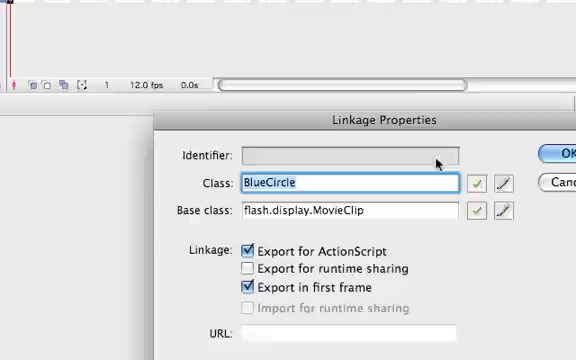 1 12.0 fps 0.0s
Linkage Properties
Identifier:
OK
Class: BlueCircle
Canc
Base class: flash.display.MovieClip
Linkage: Export for ActionScript
Export for runtime sharing
Export in first frame
Import for runtime sharing
URL: